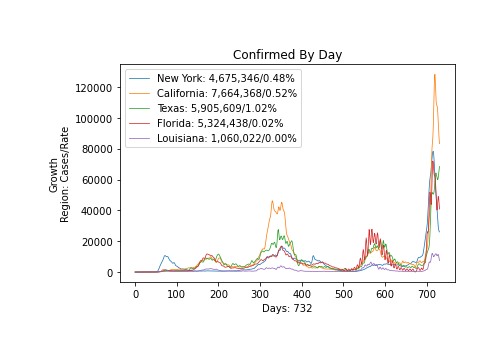 Confirmed By Day
New York: 4,675,346/0.48%
California: 7,664,368/0.52%
Texas: 5,905,609/1.02%
Florida: 5,324,438/0.02%
Louisiana: 1,060,022/0.00%
Growth
Region: Cases/Rate
120000
100000
80000
60000
40000
20000
0
0 100 200 300 400 500 600 700
Days: 732